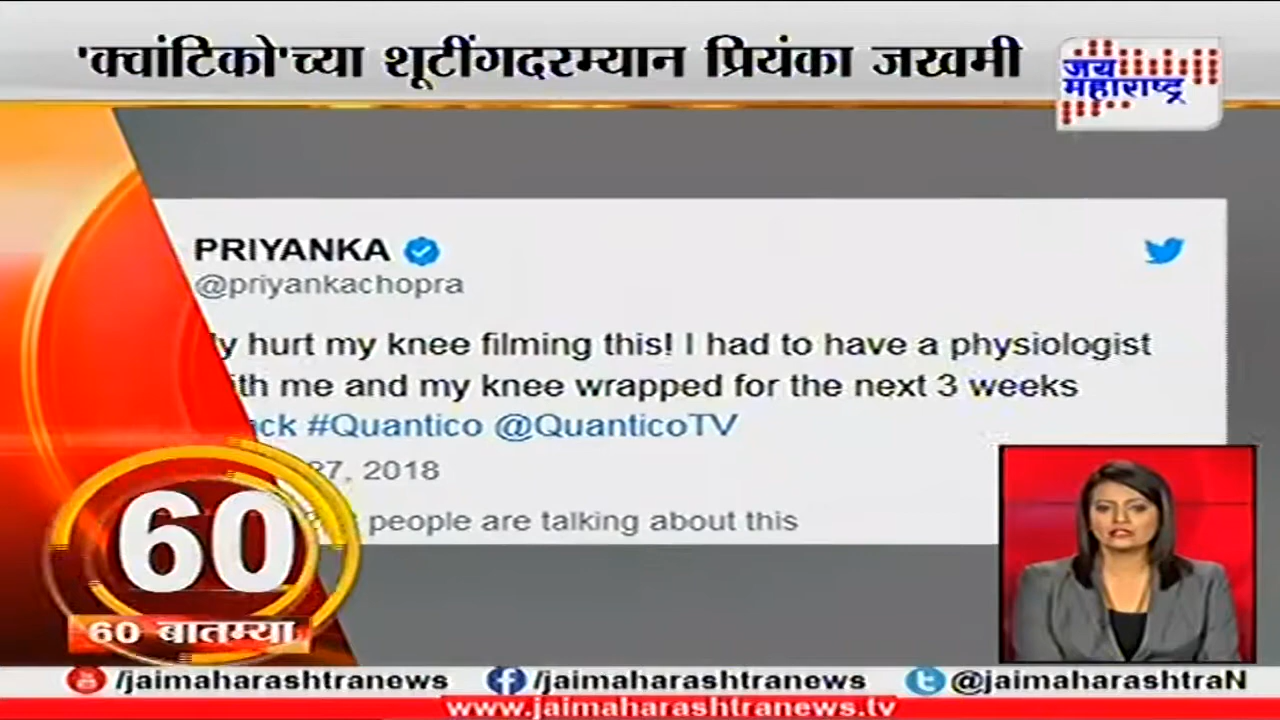 'क्वांटिको'च्या शूटींगदरम्यान प्रियंका जखमी
जय
महाराष्ट्र
PRIYANKA
@priyankachopra
hurt my knee filming this! I had to have a physiologist
me and my knee wrapped for the next 3 weeks
#Quantico @QuanticoTV
2018
people are talking about this
60
60 बातम्या
/jaimaharashtranews /jaimaharashtranews @jaimaharashtraN
www.jaimaharashtranews.tv